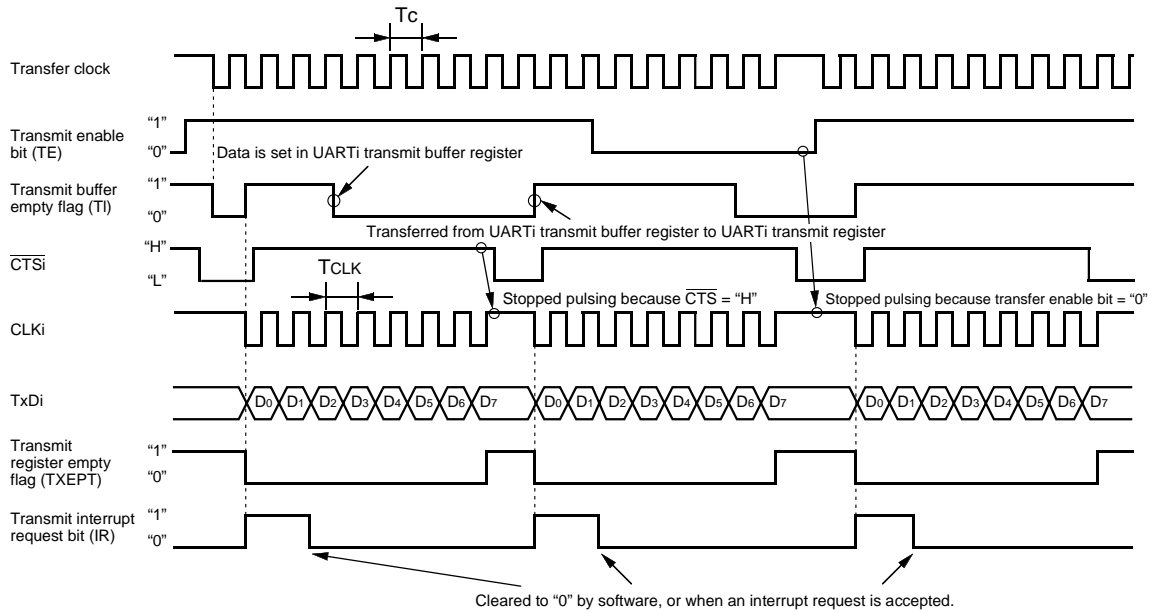 Tc
Transfer clock
Transmit enable
bit (TE)
“1”
“0”
Data is set in UARTi transmit buffer register
Transmit buffer
empty flag (TI)
“1”
“0”
Transferred from UARTi transmit buffer register to UARTi transmit register
CTSi
“H”
“L”
TCLK
Stopped pulsing because CTS = “H”
Stopped pulsing because transfer enable bit = “0”
CLKi
TxDi
D0 D1 D2 D3 D4 D5 D6 D7 D0 D1 D2 D3 D4 D5 D6 D7 D0 D1 D2 D3 D4 D5 D6 D7
Transmit
register empty
flag (TXEPT)
“1”
“0”
Transmit interrupt
request bit (IR)
“1”
“0”
Cleared to “0” by software, or when an interrupt request is accepted.